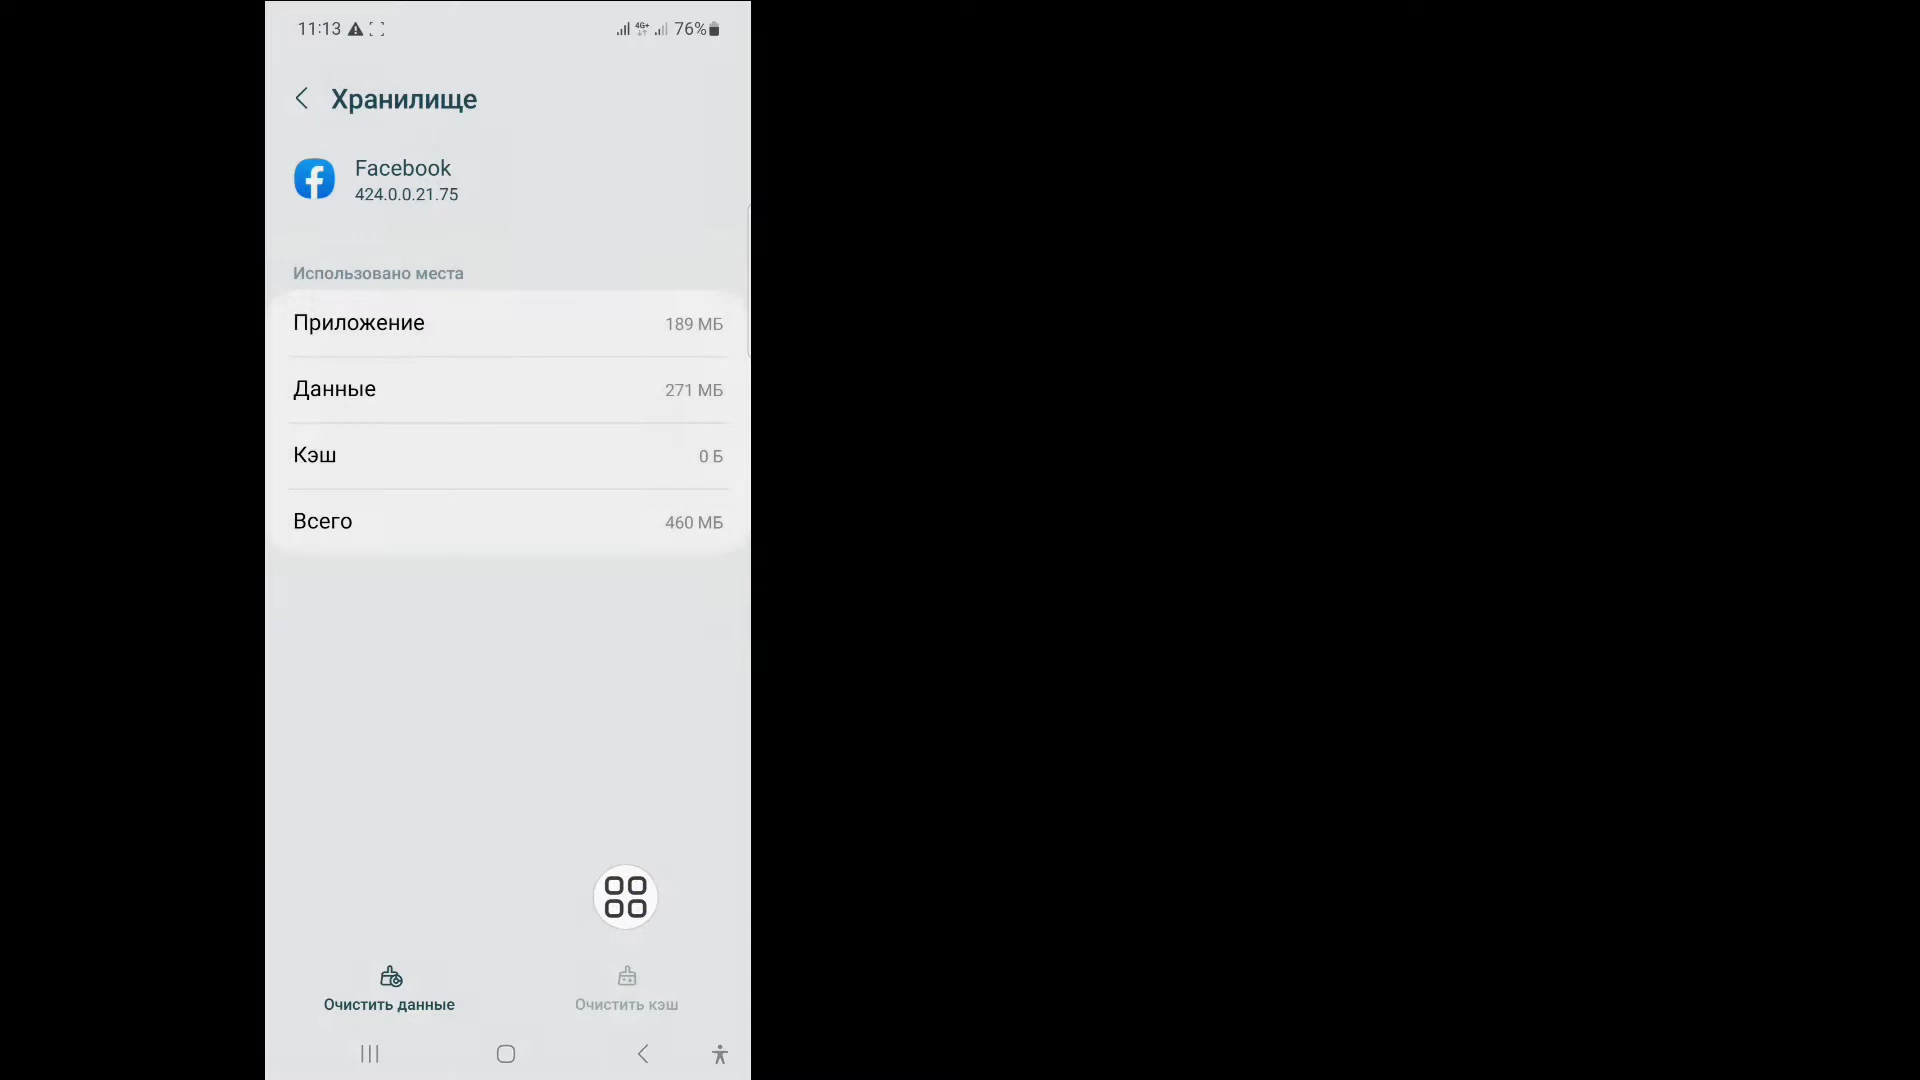 11:13 4G+ 76%
Хранилище
Facebook
424.0.0.21.75
Использовано места
Приложение 189 МБ
Данные 271 МБ
Кэш 0 Б
Всего 460 МБ
Очистить данные Очистить кэш